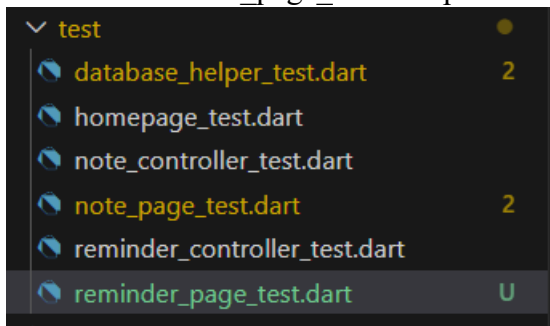 test
database_helper_test.dart 2
homepage_test.dart
note_controller_test.dart
note_page_test.dart 2
reminder_controller_test.dart
reminder_page_test.dart U